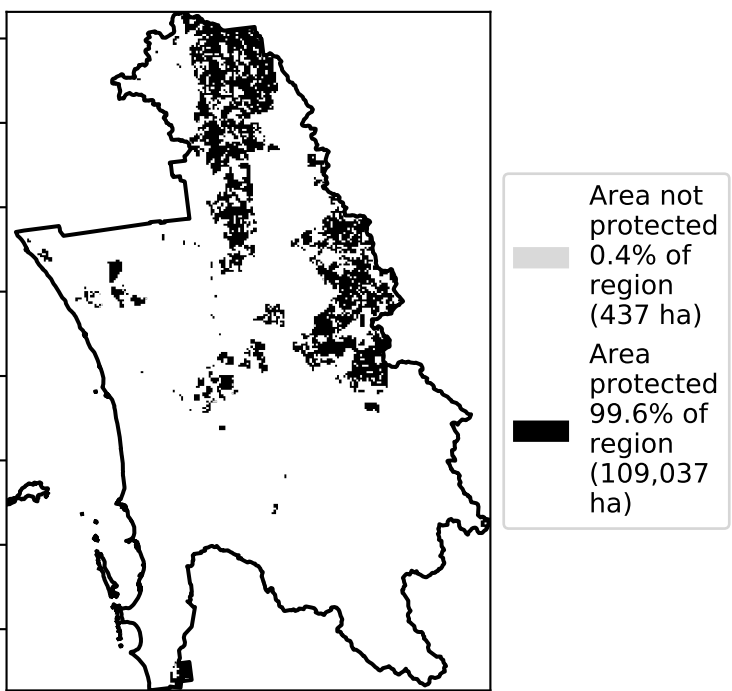 Area not
protected
0.4% of
region
(437 ha)
Area
protected
99.6% of
region
(109,037
ha)